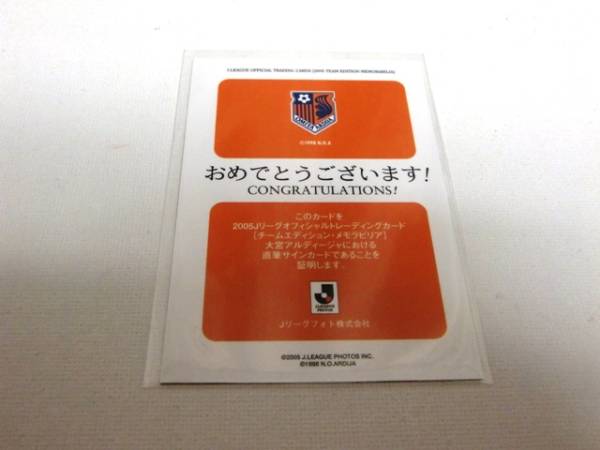 J.LEAGUE OFFICIAL TRADING CARDS [2005 TEAM EDITION MEMORABILIA]
OMIYA ARDIJA
©1998 N.O.A
おめでとうございます!
CONGRATULATIONS!
このカードを
2005Jリーグオフィシャルトレーディングカード
[チームエディション・メモラビリア]
大宮アルディージャにおける
直筆サインカードであることを
証明します.
J.LEAGUE
PHOTOS
Jリーグフォト株式会社
©2005 J.LEAGUE PHOTOS INC.
©1998 N.O.ARDIJA